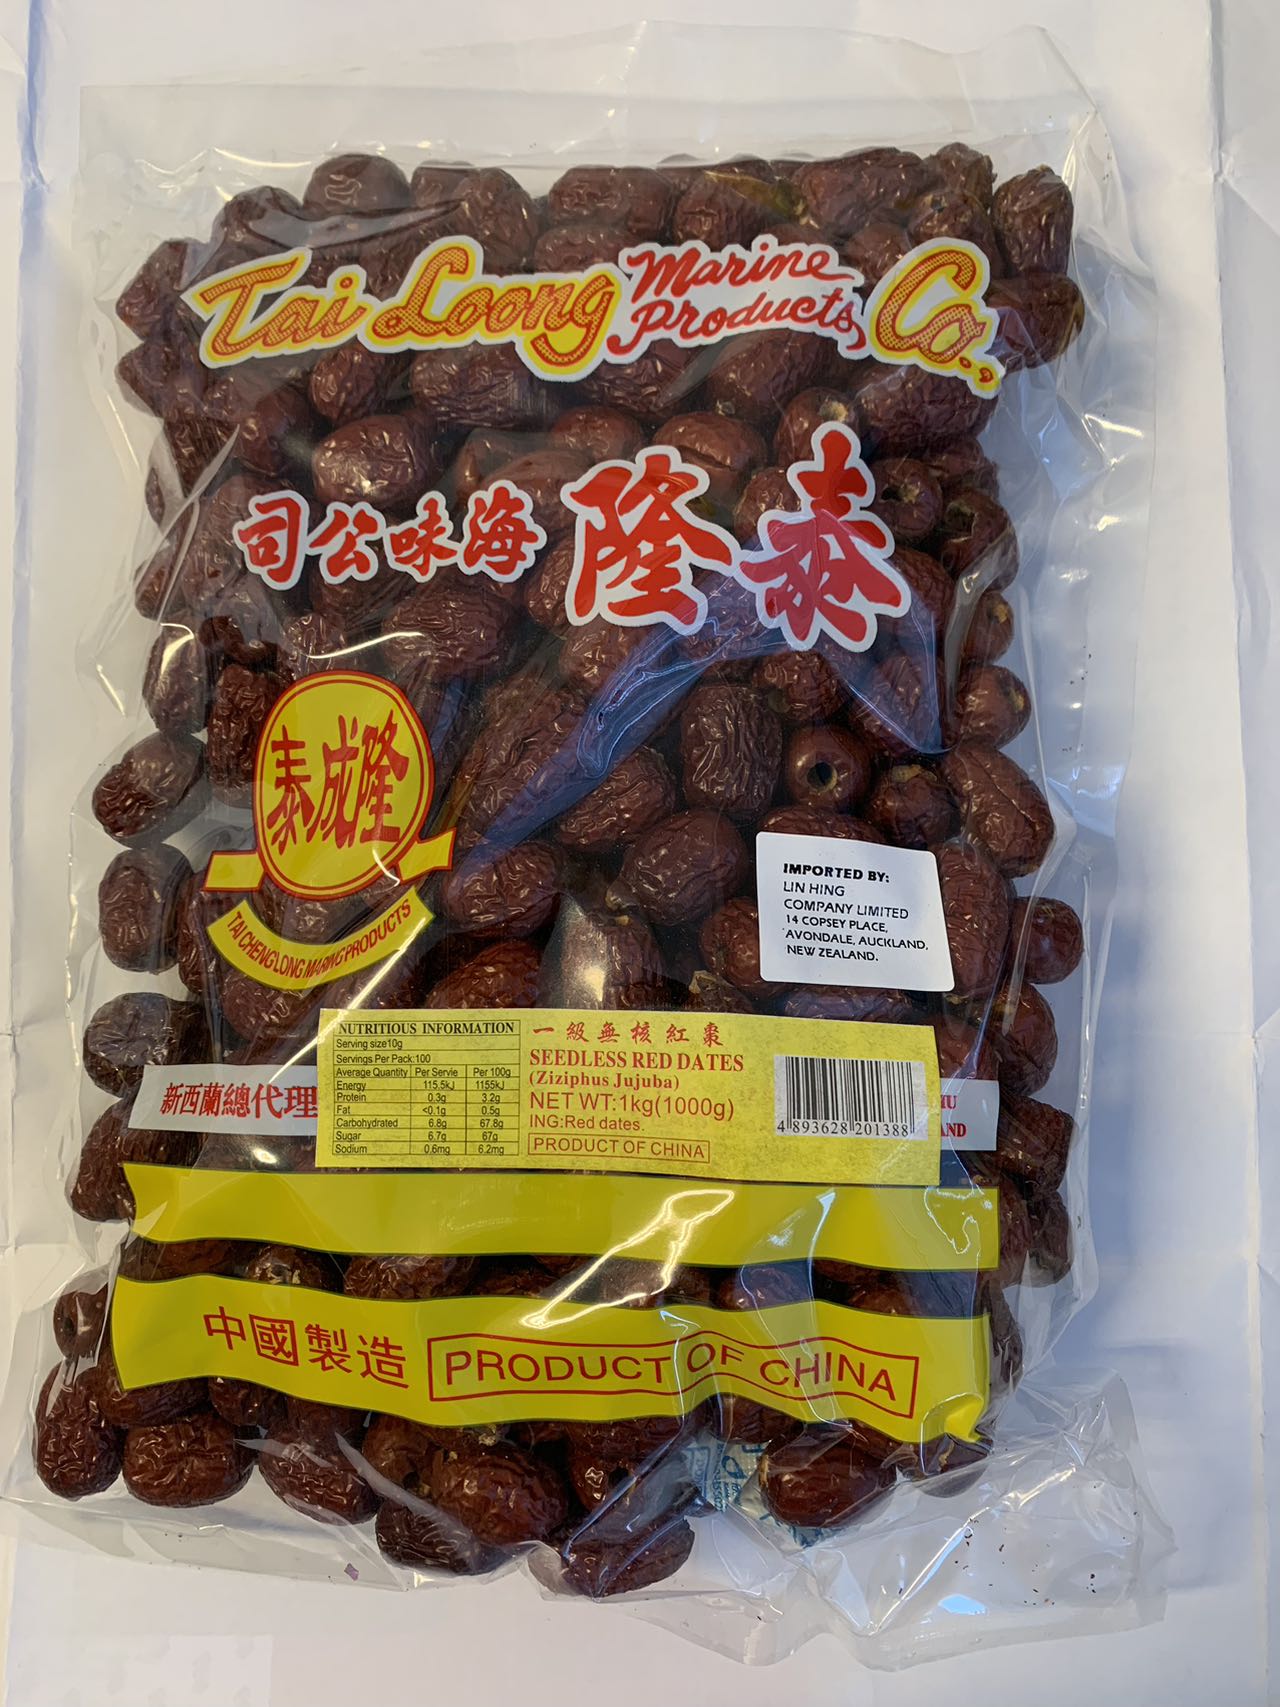 Tai Loong Marine Products Co.,
泰隆海味公司
泰成隆
TAI CHENG LONG MARING PRODUCTS
IMPORTED BY:
LIN HING
COMPANY LIMITED
14 COPSEY PLACE,
AVONDALE, AUCKLAND,
NEW ZEALAND.
新西蘭總代理
NUTRITIOUS INFORMATION
Serving size10g
Servings Per Pack:100
Average Quantity Per Servie Per 100g
Energy 115.5kJ 1155kJ
Protein 0.3g 3.2g
Fat <0.1g 0.5g
Carbohydrated 6.8g 67.8g
Sugar 6.7g 67g
Sodium 0.6mg 6.2mg
一級無核紅棗
SEEDLESS RED DATES
(Ziziphus Jujuba)
NET WT:1kg(1000g)
ING:Red dates.
PRODUCT OF CHINA
4 893628 201388
中國製造 PRODUCT OF CHINA